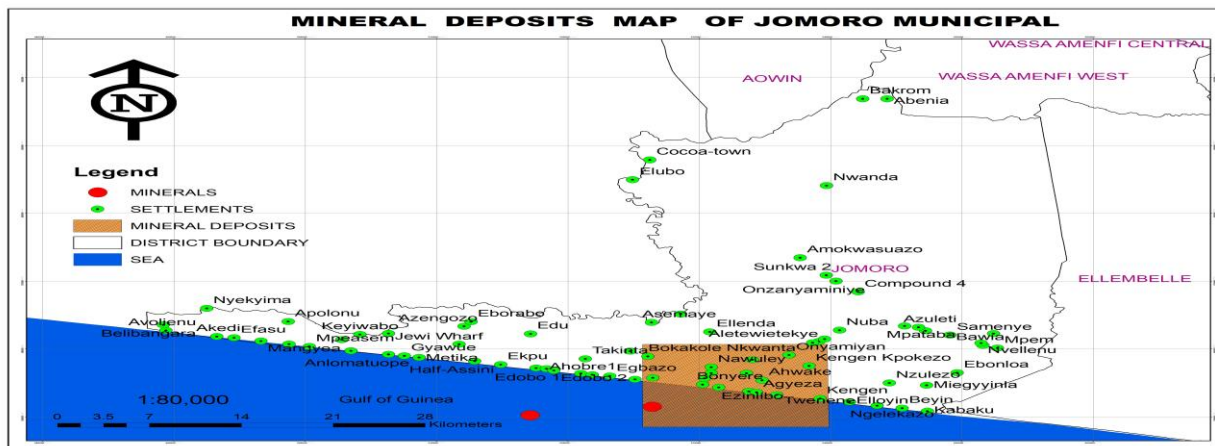 MINERAL DEPOSITS MAP OF JOMORO MUNICIPAL
WASSA AMENFI CENTRAL
AOWIN
WASSA AMENFI WEST
Bakrom
Abenia
N
Cocoa-town
Elubo
Nwanda
Legend
MINERALS
SETTLEMENTS
MINERAL DEPOSITS
DISTRICT BOUNDARY
SEA
Amokwasuazo
Sunkwa 2
JOMORO
ELLEMBELLE
Onzanyaminiye
Compound 4
Nyekyima
Avolienu
Apolonu
Azengozo
Eborabo
Asemaye
Azuleti
Belibangara
Akedi
Efasu
Keyiwabo
Edu
Ellenda
Nuba
Mpataba
Samenye
Mpeasem
Jewi Wharf
Aletewietekye
Bawia
Mpem
Mangyea
Gyawue
Takinta
Bokakole
Nkwanta
Onyamiyan
Nvellenu
Anlomatuope
Metika
Ekpu
Nawuley
Kengen Kpokezo
Half-Assini
Ahobre1
Egbazo
Ahwake
Ebonloa
Edobo 1
Edobo 2
Bonyere
Agyeza
Nzulezo
Miegyyinla
Ezinlibo
Twenene
Kengen
Elloyin
Beyin
Ngelekazo
Kabaku
1:80,000
Gulf of Guinea
0 3.5 7 14 21 28
Kilometers